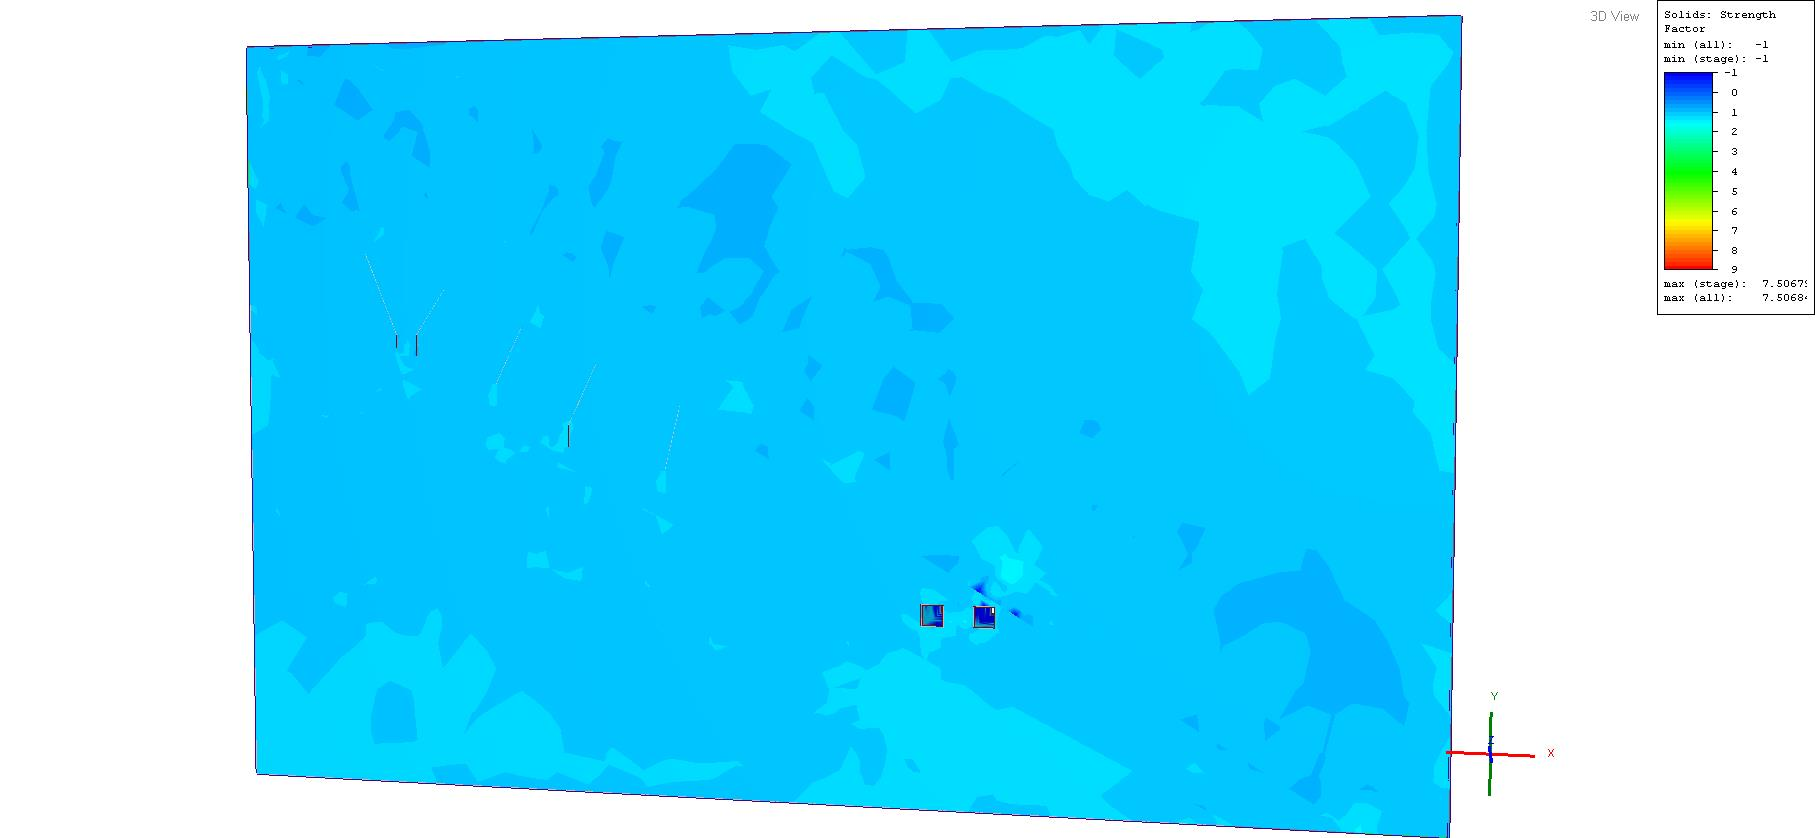 3D View
Solids: Strength
Factor
min (all): -1
min (stage): -1
-1
0
1
2
3
4
5
6
7
8
9
max (stage): 7.5067
max (all): 7.5068
Y
Z
X